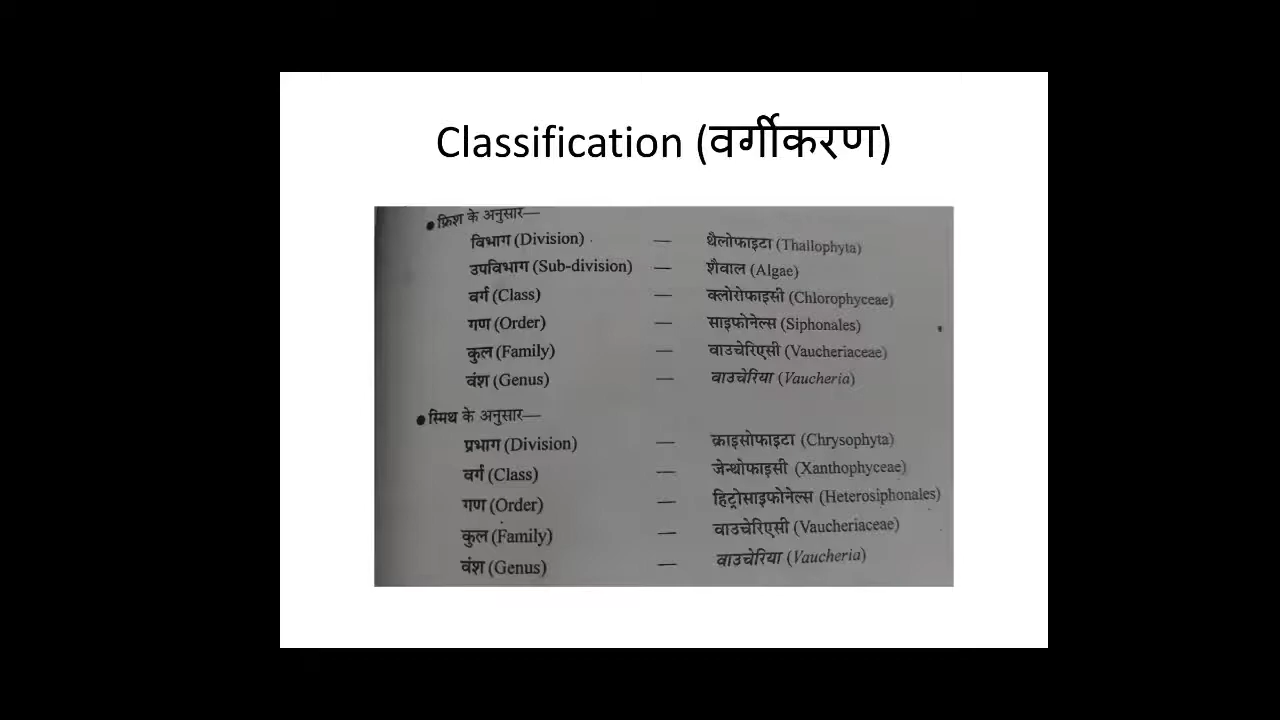 Classification (वर्गीकरण)
●फ्रिश के अनुसार—
विभाग (Division) — थैलोफाइटा (Thallophyta)
उपविभाग (Sub-division) — शैवाल (Algae)
वर्ग (Class) — क्लोरोफाइसी (Chlorophyceae)
गण (Order) — साइफोनेल्स (Siphonales)
कुल (Family) — वाउचेरिएसी (Vaucheriaceae)
वंश (Genus) — वाउचेरिया (Vaucheria)
●स्मिथ के अनुसार—
प्रभाग (Division) — क्राइसोफाइटा (Chrysophyta)
वर्ग (Class) — जेन्थोफाइसी (Xanthophyceae)
गण (Order) — हिट्रोसाइफोनेल्स (Heterosiphonales)
कुल (Family) — वाउचेरिएसी (Vaucheriaceae)
वंश (Genus) — वाउचेरिया (Vaucheria)